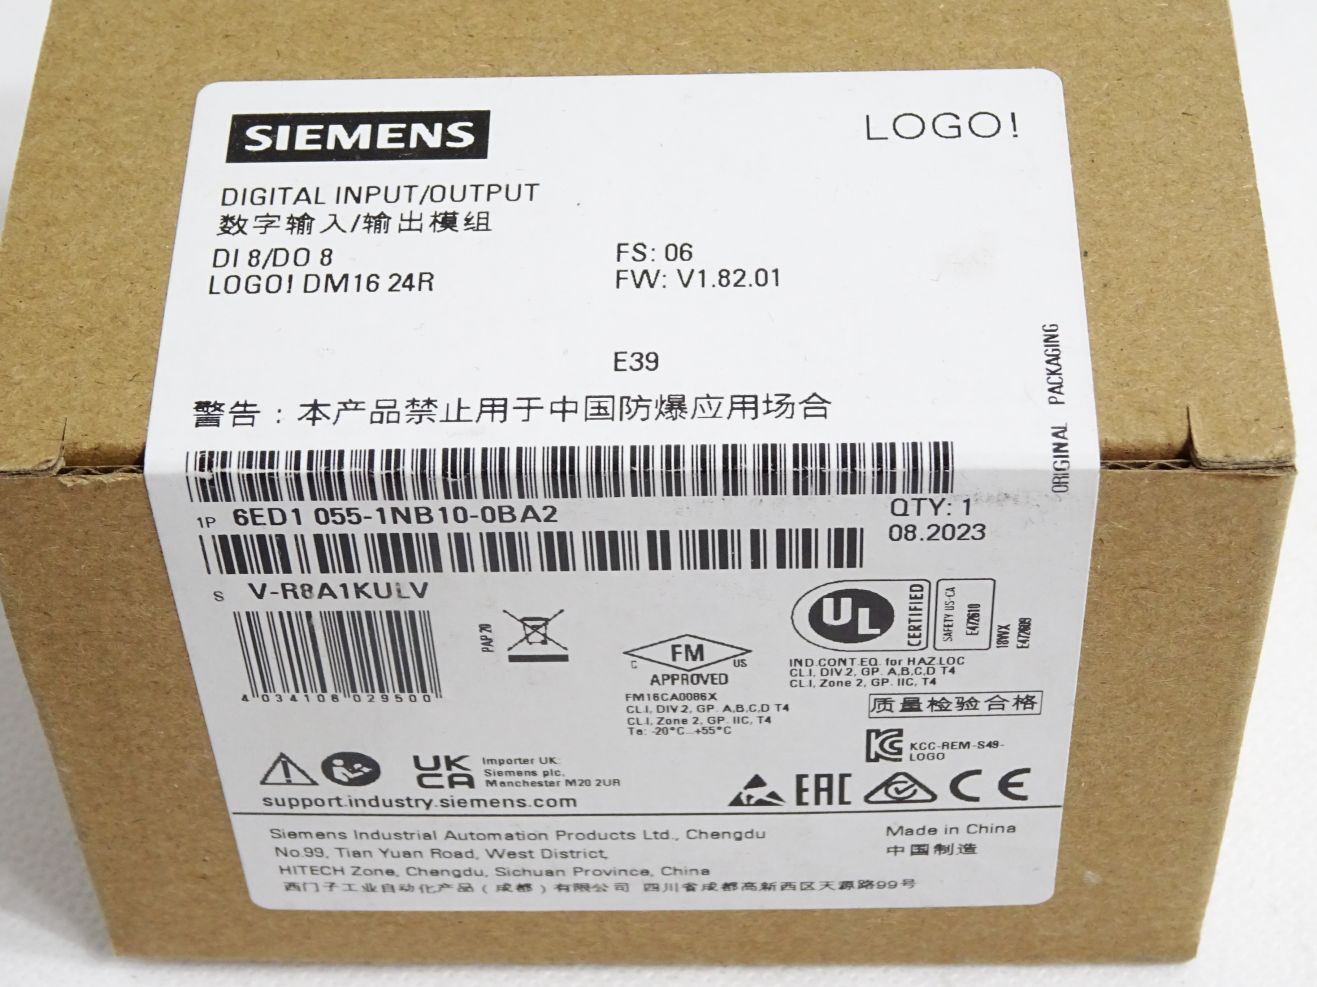 SIEMENS
LOGO!
DIGITAL INPUT/OUTPUT
数字输入/输出模组
DI 8/DO 8
FS: 06
LOGO! DM16 24R
FW: V1.82.01
E39
ORIGINAL PACKAGING
警告：本产品禁止用于中国防爆应用场合
1P 6ED1 055-1NB10-0BA2
QTY: 1
08.2023
S V-R8A1KULV
4 034106 029500
PAP 20
FM
C US
APPROVED
FM16CA0086X
CL.I, DIV.2, GP. A,B,C,D T4
CL.I, Zone 2, GP. IIC, T4
Ta: -20°C...+55°C
UL
CERTIFIED
SAFETY US-CA
E472610
18WX
E472609
IND.CONT.EQ. for HAZ.LOC
CL.I, DIV.2, GP. A,B,C,D T4
CL.I, Zone 2, GP. IIC, T4
质量检验合格
KC KCC-REM-S49-
LOGO
UK
CA
Importer UK:
Siemens plc,
Manchester M20 2UR
EAC
CE
support.industry.siemens.com
Siemens Industrial Automation Products Ltd., Chengdu
No.99, Tian Yuan Road, West District,
HITECH Zone, Chengdu, Sichuan Province, China
西门子工业自动化产品（成都）有限公司 四川省成都高新西区天源路99号
Made in China
中国制造